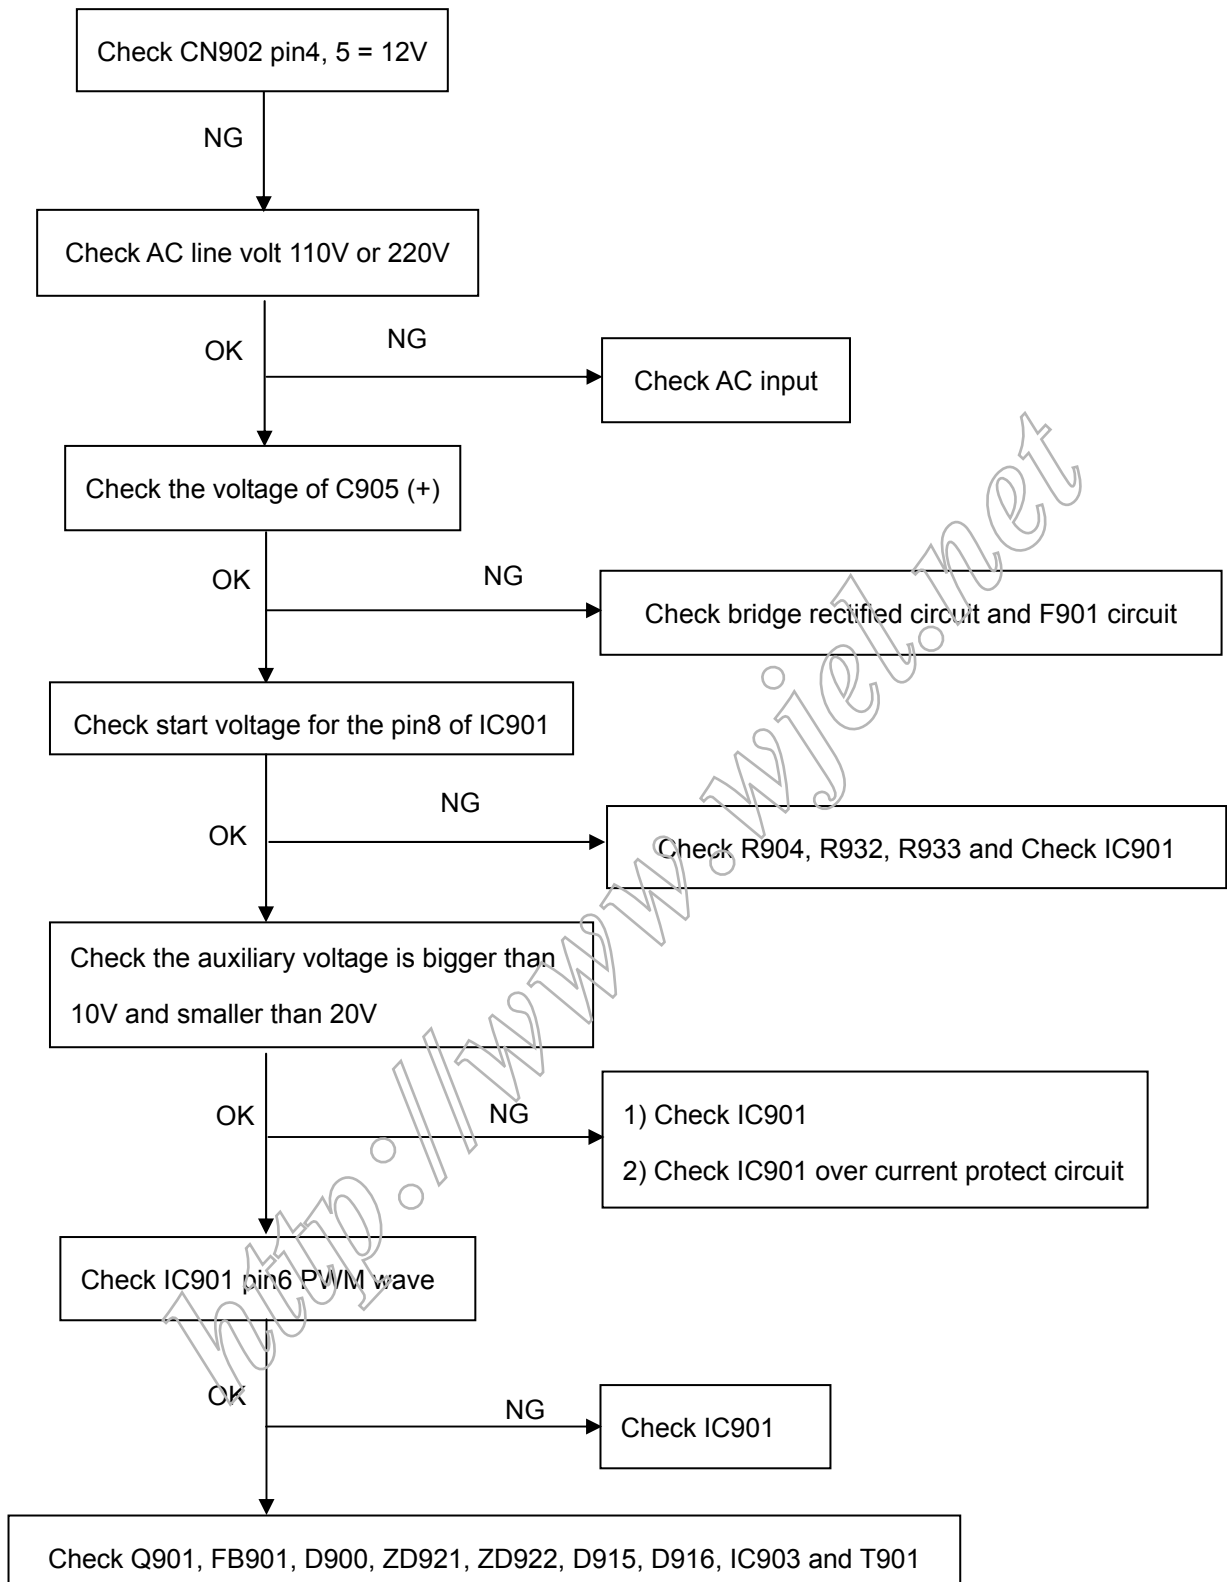 Check CN902 pin4, 5 = 12V
NG
Check AC line volt 110V or 220V
OK
NG
Check AC input
Check the voltage of C905 (+)
OK
NG
Check bridge rectified circuit and F901 circuit
Check start voltage for the pin8 of IC901
NG
OK
Check R904, R932, R933 and Check IC901
Check the auxiliary voltage is bigger than
10V and smaller than 20V
OK
NG
1) Check IC901
2) Check IC901 over current protect circuit
Check IC901 pin6 PWM wave
OK
NG
Check IC901
Check Q901, FB901, D900, ZD921, ZD922, D915, D916, IC903 and T901
http://www.wjel.net